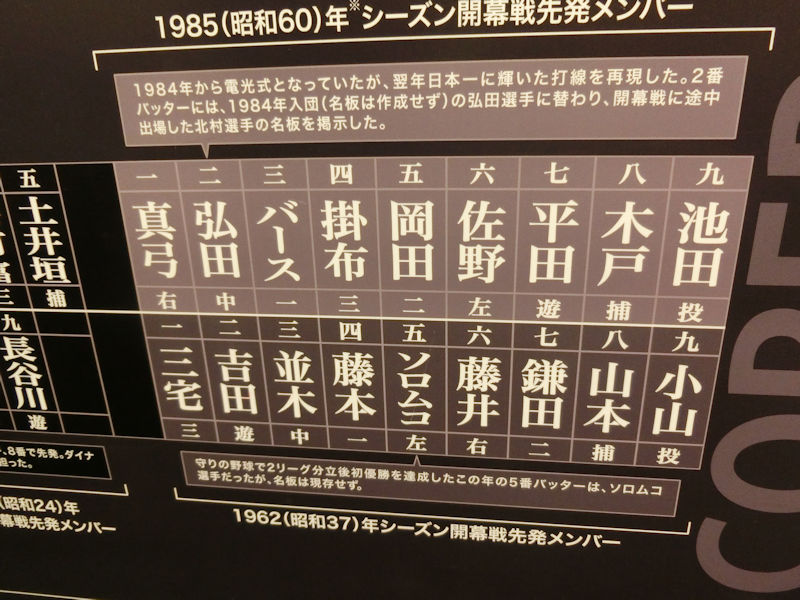 1985(昭和60)年※シーズン開幕戦先発メンバー
1984年から電光式となっていたが、翌年日本一に輝いた打線を再現した。2番
バッターには、1984年入団(名板は作成せず)の弘田選手に替わり、開幕戦に途中
出場した北村選手の名板を掲示した。
五 一 二 三 四 五 六 七 八 九
土井垣 真弓 弘田 バース 掛布 岡田 佐野 平田 木戸 池田
三 捕 右 中 一 三 二 左 遊 捕 投
九 一 二 三 四 五 六 七 八 九
長谷川 三宅 吉田 並木 藤本 ソロムコ 藤井 鎌田 山本 小山
遊 三 遊 中 一 左 右 二 捕 投
、8番で先発。ダイナ
った。
守りの野球で2リーグ分立後初優勝を達成したこの年の5番バッターは、ソロムコ
選手だったが、名板は現存せず。
(昭和24)年
幕戦先発メンバー
1962(昭和37)年シーズン開幕戦先発メンバー